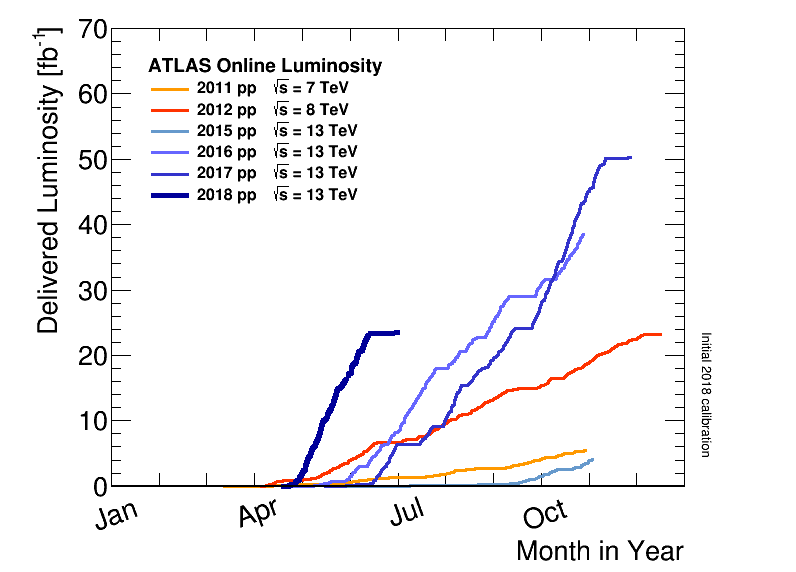 Delivered Luminosity [fb⁻¹]
70
60
50
40
30
20
10
0
ATLAS Online Luminosity
2011 pp √s = 7 TeV
2012 pp √s = 8 TeV
2015 pp √s = 13 TeV
2016 pp √s = 13 TeV
2017 pp √s = 13 TeV
2018 pp √s = 13 TeV
Initial 2018 calibration
Jan
Apr
Jul
Oct
Month in Year